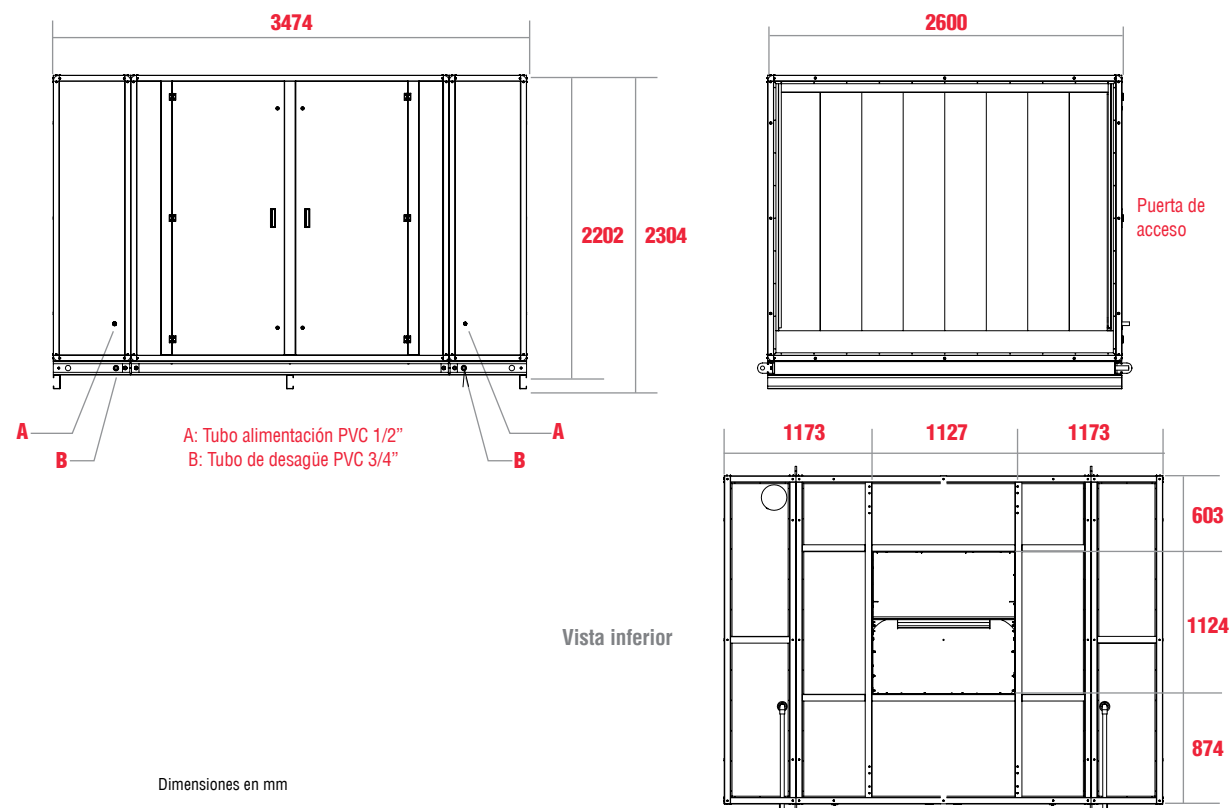 3474
2600
2202
2304
Puerta de
acceso
A
A
B
B
A: Tubo alimentación PVC 1/2”
B: Tubo de desagüe PVC 3/4”
1173
1127
1173
603
1124
874
Vista inferior
Dimensiones en mm